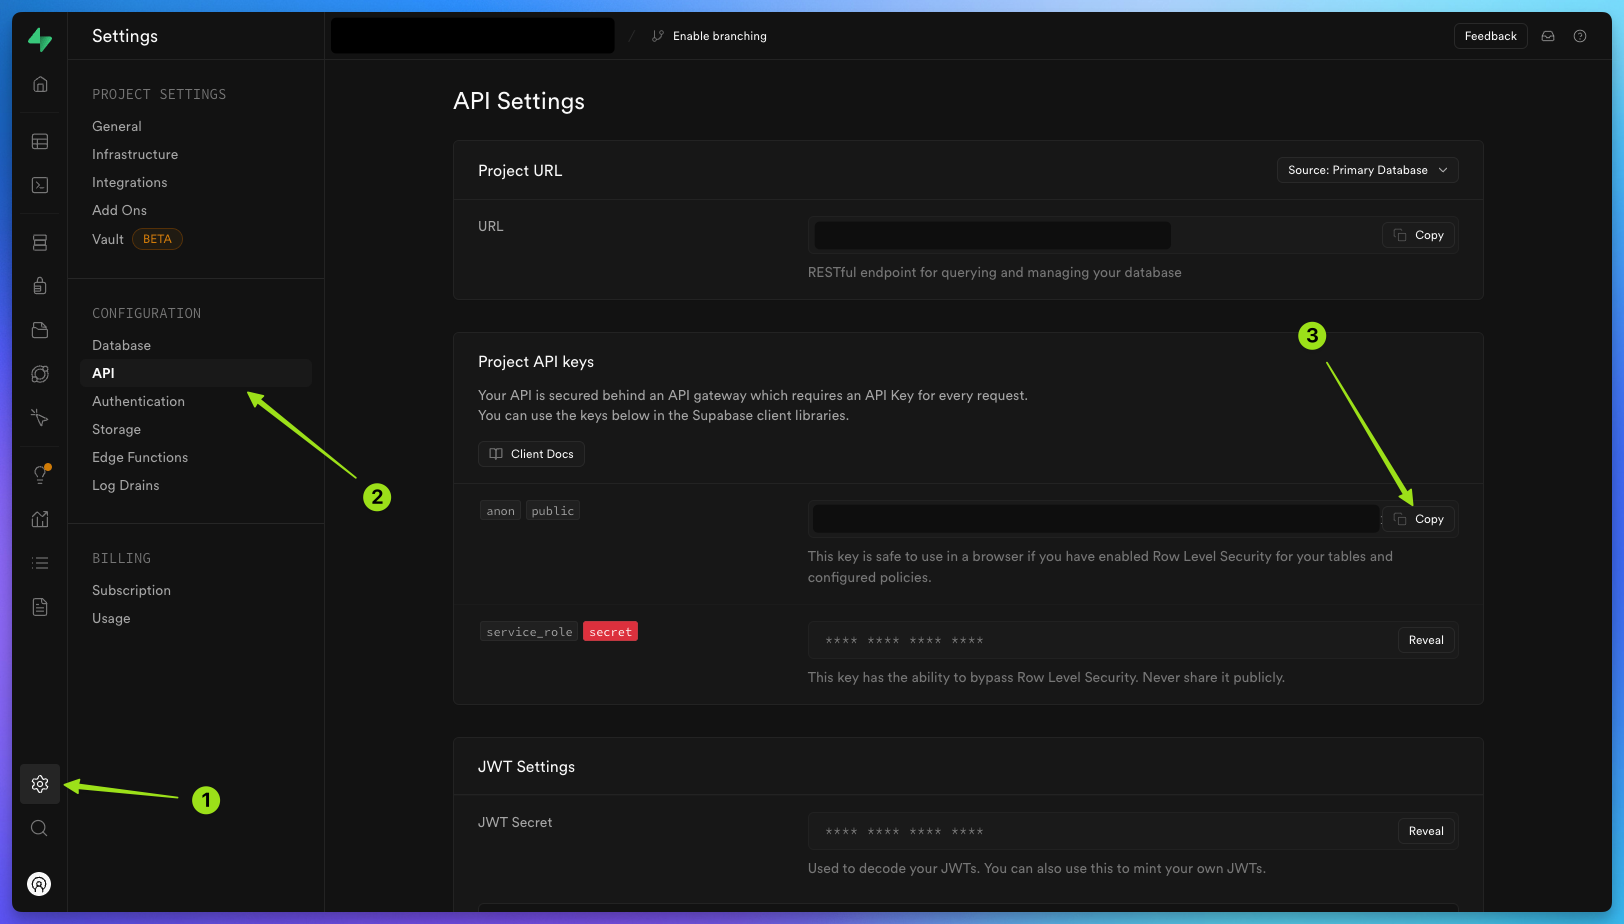 Settings
Enable branching
Feedback
PROJECT SETTINGS
General
Infrastructure
Integrations
Add Ons
Vault BETA
CONFIGURATION
Database
API
Authentication
Storage
Edge Functions
Log Drains
BILLING
Subscription
Usage
1
2
3
API Settings
Project URL
Source: Primary Database
URL
Copy
RESTful endpoint for querying and managing your database
Project API keys
Your API is secured behind an API gateway which requires an API Key for every request.
You can use the keys below in the Supabase client libraries.
Client Docs
anon public
Copy
This key is safe to use in a browser if you have enabled Row Level Security for your tables and
configured policies.
service_role secret
**** **** **** ****
Reveal
This key has the ability to bypass Row Level Security. Never share it publicly.
JWT Settings
JWT Secret
**** **** **** ****
Reveal
Used to decode your JWTs. You can also use this to mint your own JWTs.